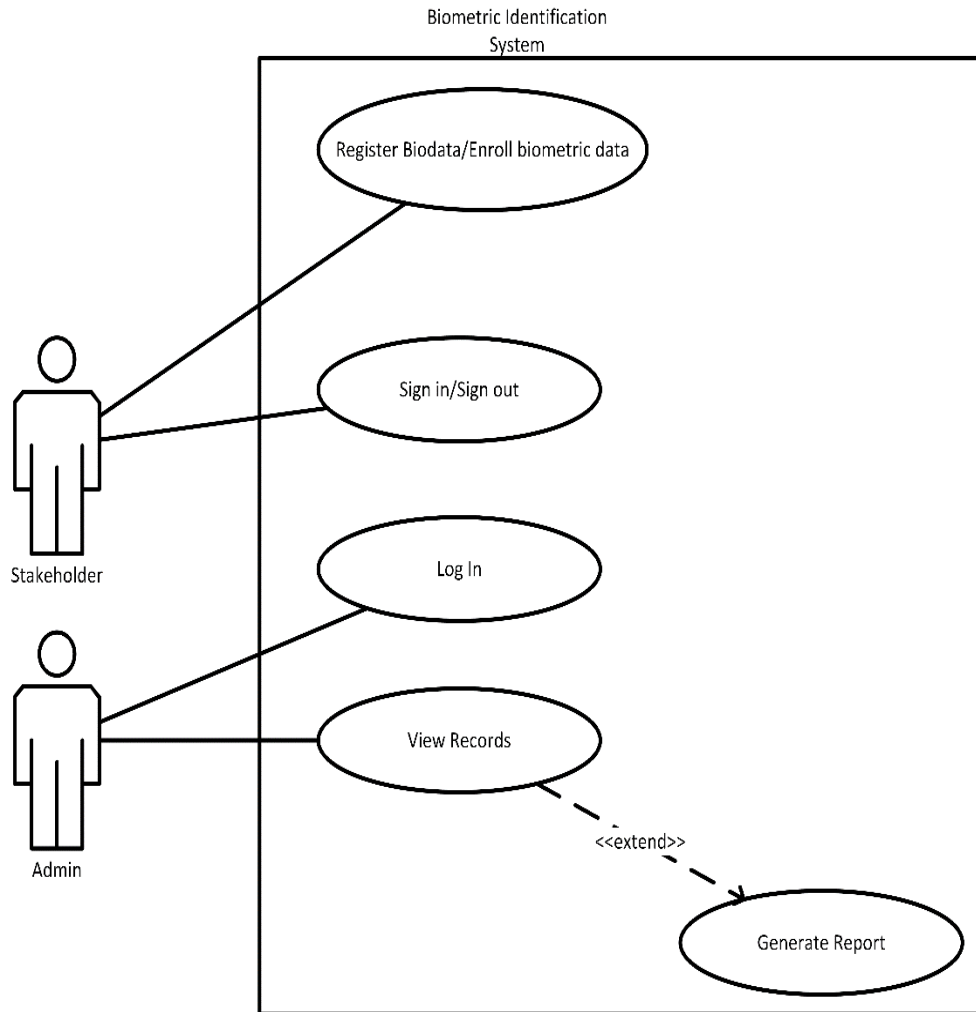 Biometric Identification
System
Register Biodata/Enroll biometric data
Sign in/Sign out
Stakeholder
Log In
View Records
<<extend>>
Admin
Generate Report